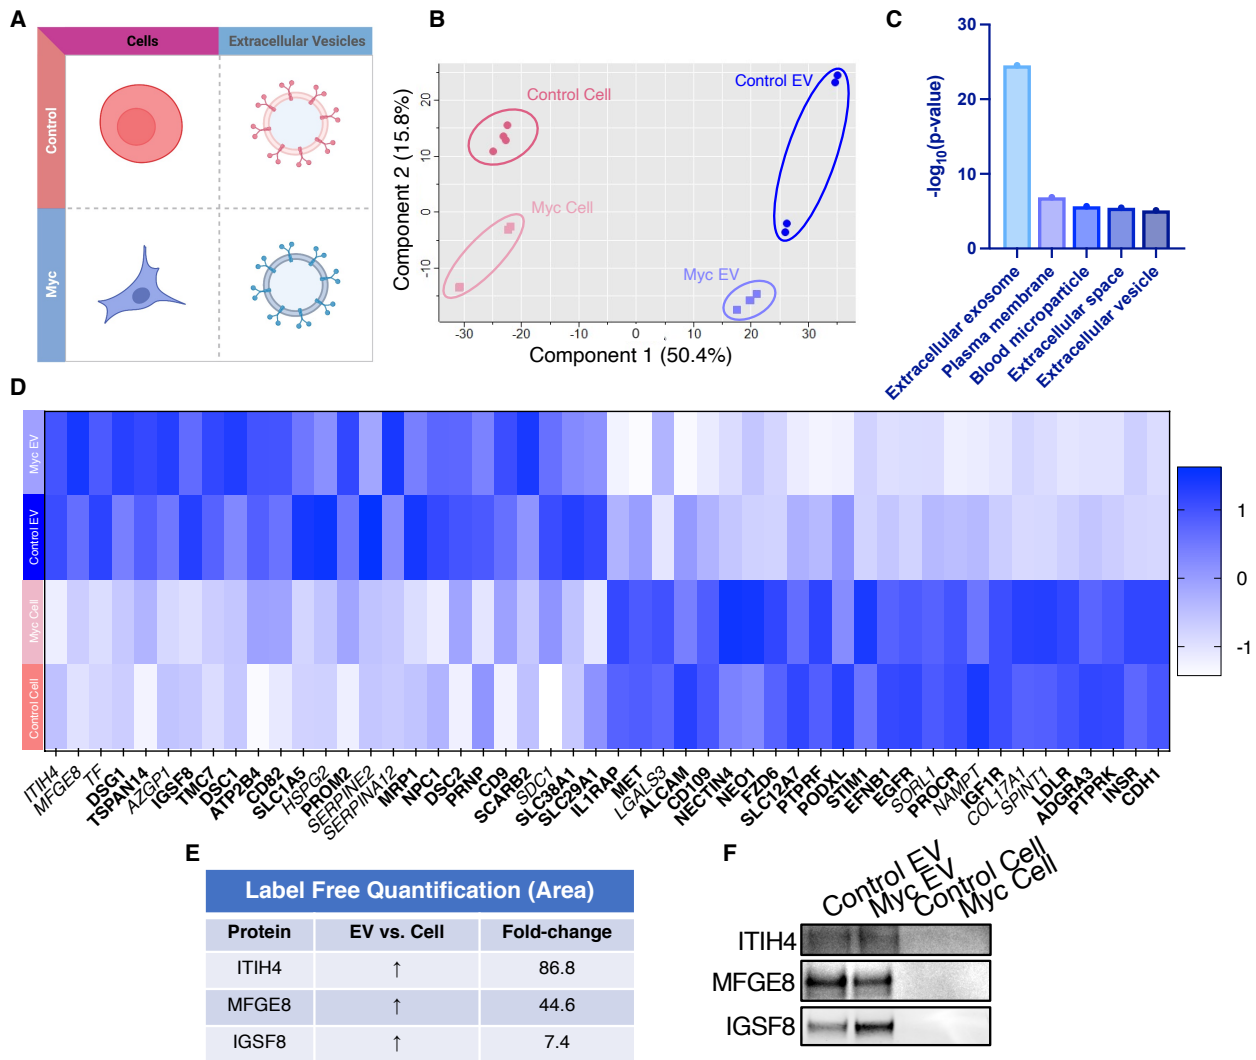 A
Cells
Extracellular Vesicles
Control
Myc
B
Component 2 (15.8%)
20
10
0
-10
Control Cell
Control EV
Myc Cell
Myc EV
-30
-20
-10
0
10
20
30
Component 1 (50.4%)
C
-log10(p-value)
30
20
10
0
Extracellular exosome
Plasma membrane
Blood microparticle
Extracellular space
Extracellular vesicle
D
Myc EV
Control EV
Myc Cell
Control Cell
1
0
-1
ITIH4
MFGE8
TF
DSG1
TSPAN14
AZGP1
IGSF8
TMC7
DSC1
ATP2B4
CD82
SLC1A5
HSPG2
PROM2
SERPINE2
SERPINA12
MRP1
NPC1
DSC2
PRNP
CD9
SCARB2
SDC1
SLC38A1
SLC29A1
IL1RAP
MET
LGALS3
ALCAM
CD109
NECTIN4
NEO1
FZD6
SLC12A7
PTPRF
PODXL
STIM1
EFNB1
EGFR
SORL1
PROCR
NAMPT
IGF1R
COL17A1
SPINT1
LDLR
ADGRA3
PTPRK
INSR
CDH1
E
Label Free Quantification (Area)
Protein EV vs. Cell Fold-change
ITIH4 ↑ 86.8
MFGE8 ↑ 44.6
IGSF8 ↑ 7.4
F
Control EV
Myc EV
Control Cell
Myc Cell
ITIH4
MFGE8
IGSF8